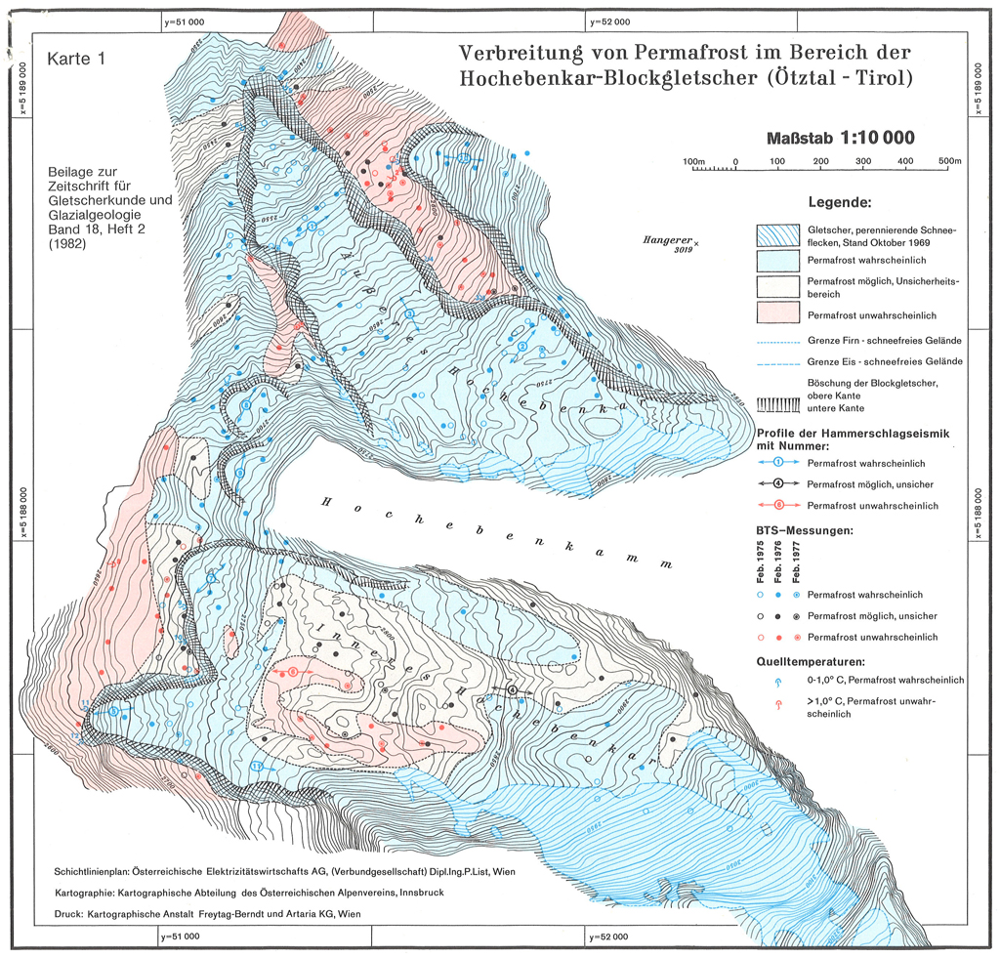 y=51 000
y=52 000
Karte 1
Verbreitung von Permafrost im Bereich der
Hochebenkar-Blockgletscher (Ötztal - Tirol)
x=5 189 000
x=5 189 000
Maßstab 1:10 000
100m 0 100 200 300 400 500m
Beilage zur
Zeitschrift für
Gletscherkunde und
Glazialgeologie
Band 18, Heft 2
(1982)
Hangerer
3019
Legende:
Gletscher, perennierende Schnee-
flecken, Stand Oktober 1969
Permafrost wahrscheinlich
Permafrost möglich, Unsicherheits-
bereich
Permafrost unwahrscheinlich
Grenze Firn - schneefreies Gelände
Grenze Eis - schneefreies Gelände
Böschung der Blockgletscher,
obere Kante
untere Kante
Profile der Hammerschlagseismik
mit Nummer:
1 Permafrost wahrscheinlich
4 Permafrost möglich, unsicher
6 Permafrost unwahrscheinlich
BTS-Messungen:
Feb. 1975
Feb. 1976
Feb. 1977
Permafrost wahrscheinlich
Permafrost möglich, unsicher
Permafrost unwahrscheinlich
Quelltemperaturen:
0-1,0° C, Permafrost wahrscheinlich
>1,0° C, Permafrost unwahr-
scheinlich
Äußeres
Hochebenkar
Hochebenkamm
Inneres
Hochebenkar
x=5 188 000
x=5 188 000
Schichtlinienplan: Österreichische Elektrizitätswirtschafts AG, (Verbundgesellschaft) Dipl.Ing.P.List, Wien
Kartographie: Kartographische Abteilung des Österreichischen Alpenvereins, Innsbruck
Druck: Kartographische Anstalt Freytag-Berndt und Artaria KG, Wien
y=51 000
y=52 000